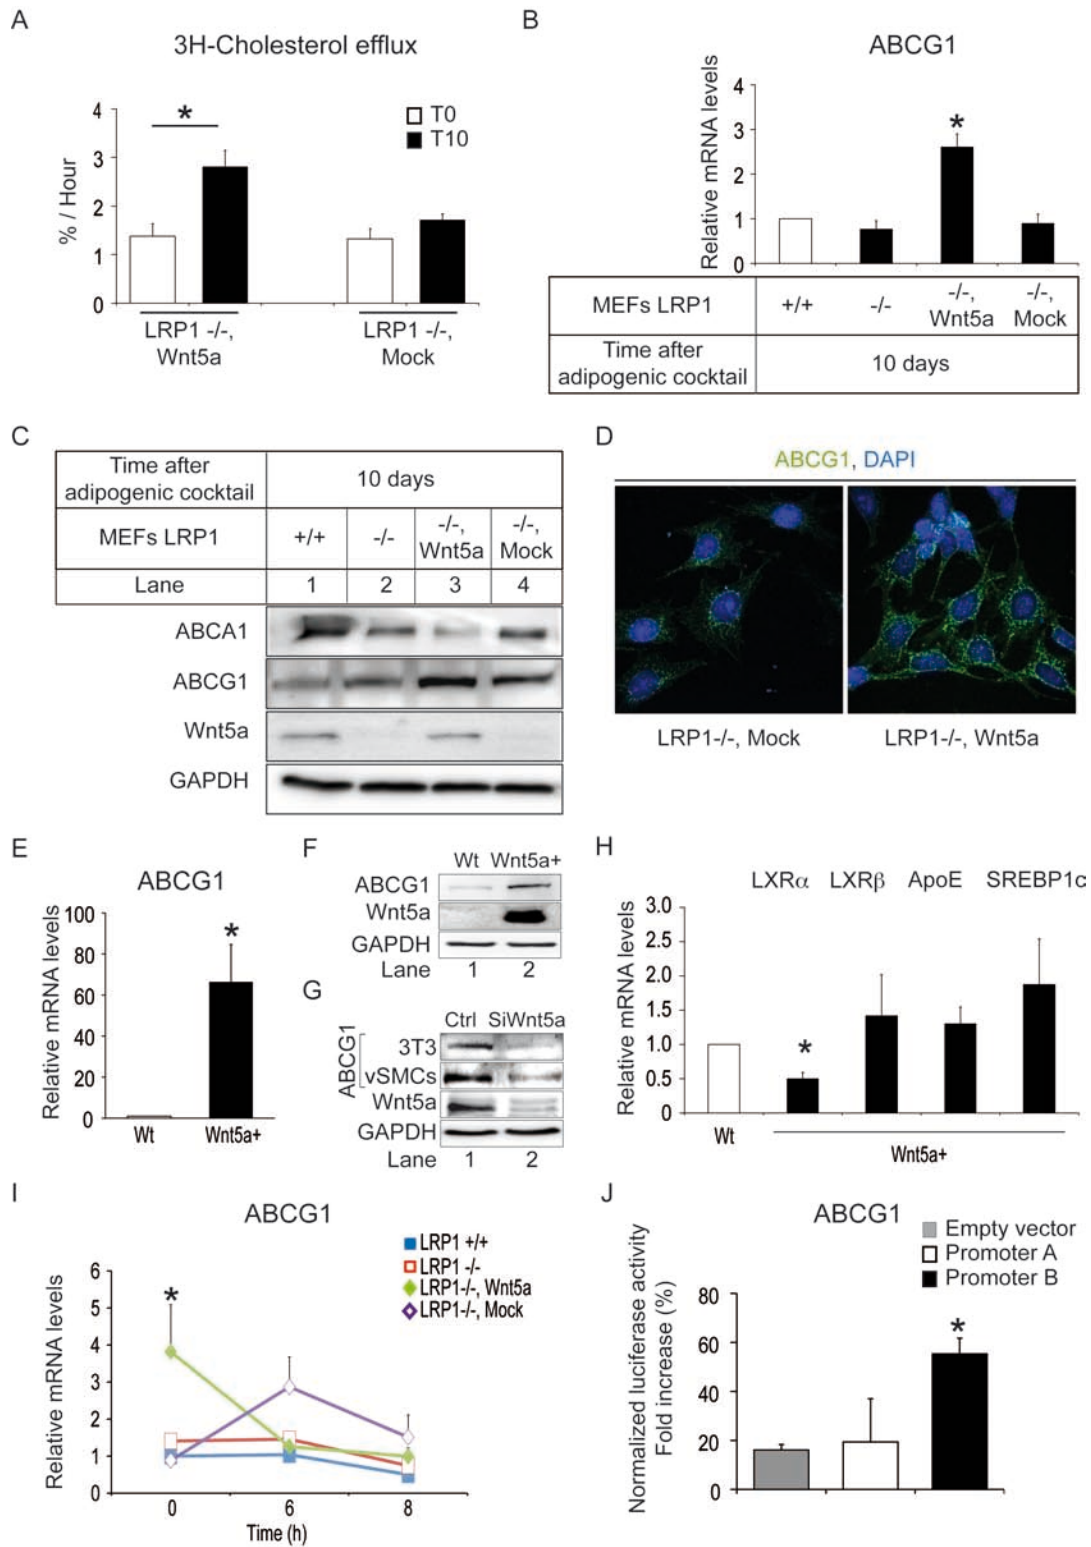 A
3H-Cholesterol efflux
% / Hour
4
3
2
1
0
*
T0
T10
LRP1 -/-,
Wnt5a
LRP1 -/-,
Mock
B
ABCG1
Relative mRNA levels
4
3
2
1
0
*
MEFs LRP1 +/+ -/- -/-, Wnt5a -/-, Mock
Time after
adipogenic cocktail
10 days
C
Time after
adipogenic cocktail
10 days
MEFs LRP1 +/+ -/- -/-, Wnt5a -/-, Mock
Lane 1 2 3 4
ABCA1
ABCG1
Wnt5a
GAPDH
D
ABCG1, DAPI
LRP1-/-, Mock
LRP1-/-, Wnt5a
E
ABCG1
Relative mRNA levels
100
80
60
40
20
0
*
Wt Wnt5a+
F
Wt Wnt5a+
ABCG1
Wnt5a
GAPDH
Lane 1 2
G
Ctrl SiWnt5a
ABCG1
3T3
vSMCs
Wnt5a
GAPDH
Lane 1 2
H
LXRα LXRβ ApoE SREBP1c
Relative mRNA levels
3.0
2.5
2.0
1.5
1.0
0.5
0
*
Wt
Wnt5a+
I
ABCG1
LRP1 +/+
LRP1 -/-
LRP1-/-, Wnt5a
LRP1-/-, Mock
Relative mRNA levels
6
5
4
3
2
1
0
*
0 6 8
Time (h)
J
ABCG1
Empty vector
Promoter A
Promoter B
Normalized luciferase activity
Fold increase (%)
80
60
40
20
0
*